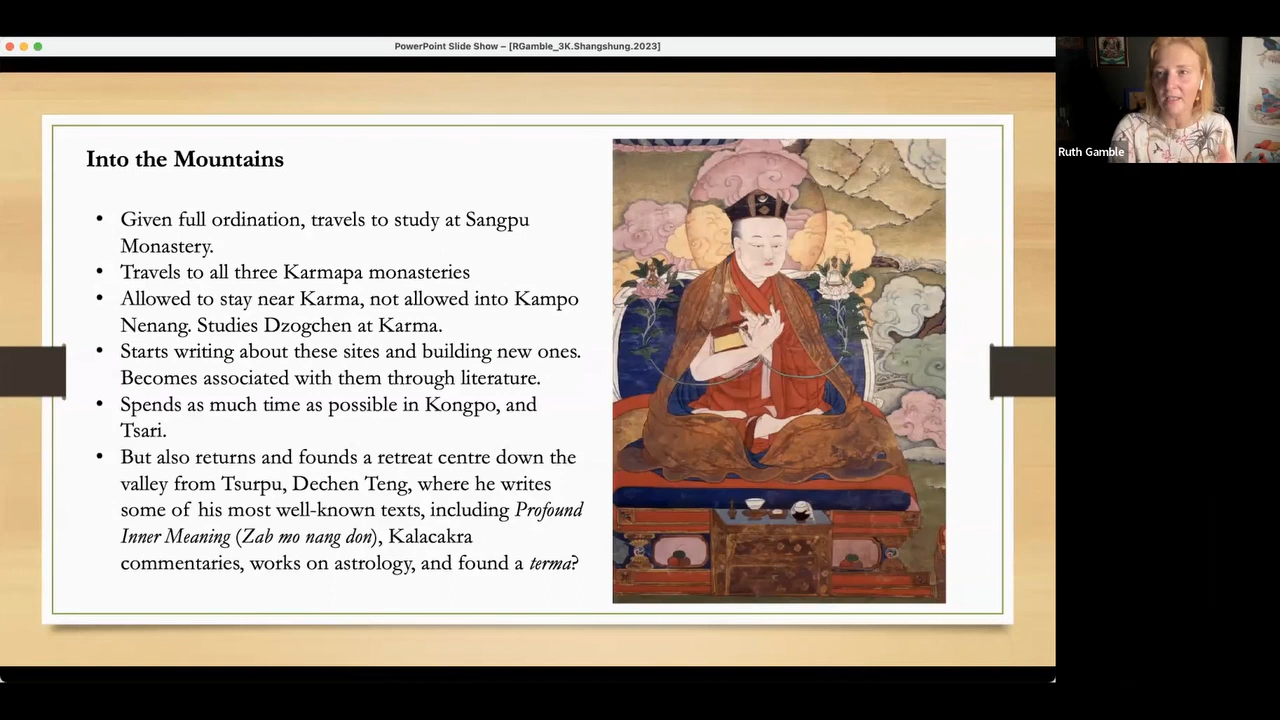 PowerPoint Slide Show – [RGamble_3K.Shangshung.2023]
Ruth Gamble
Into the Mountains
• Given full ordination, travels to study at Sangpu
Monastery.
• Travels to all three Karmapa monasteries
• Allowed to stay near Karma, not allowed into Kampo
Nenang. Studies Dzogchen at Karma.
• Starts writing about these sites and building new ones.
Becomes associated with them through literature.
• Spends as much time as possible in Kongpo, and
Tsari.
• But also returns and founds a retreat centre down the
valley from Tsurpu, Dechen Teng, where he writes
some of his most well-known texts, including Profound
Inner Meaning (Zab mo nang don), Kalacakra
commentaries, works on astrology, and found a terma?